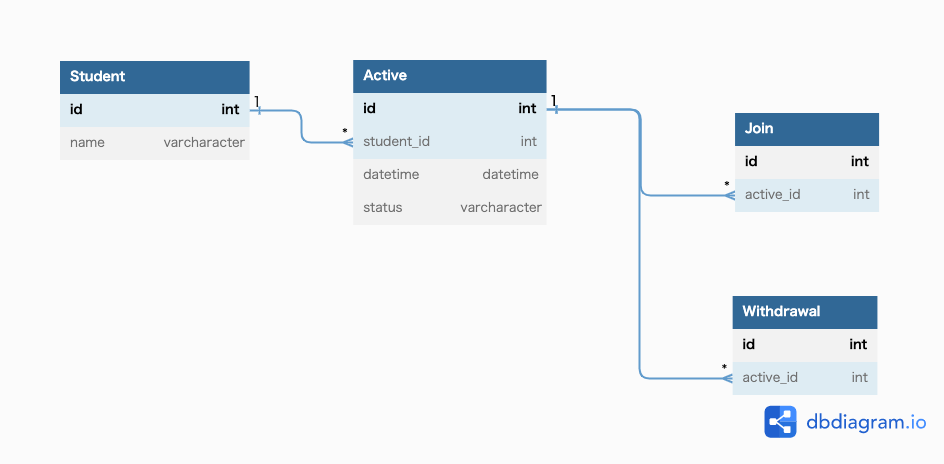 Student
id int
name varcharacter
1
*
Active
id int
student_id int
datetime datetime
status varcharacter
1
*
Join
id int
active_id int
*
Withdrawal
id int
active_id int
dbdiagram.io